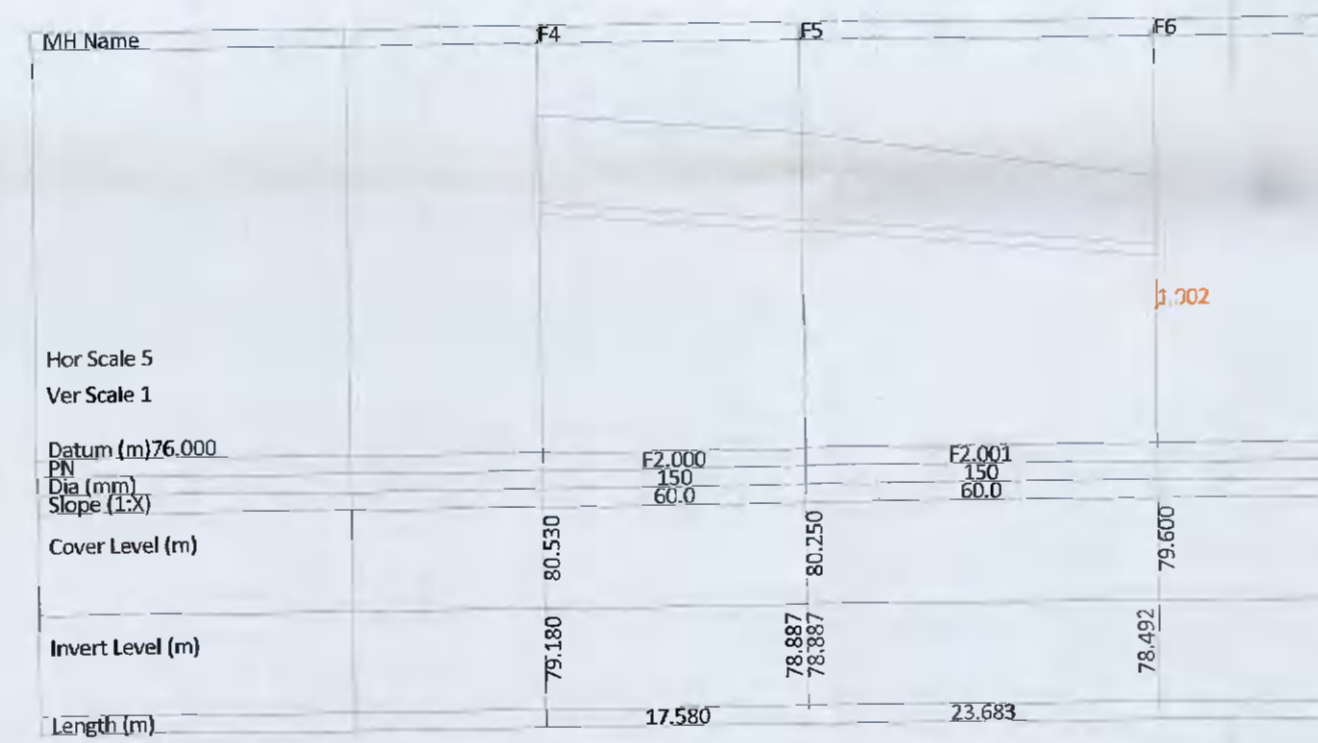 MH Name F4 F5 F6
1.002
Hor Scale 5
Ver Scale 1
Datum (m)76.000
PN F2.000 F2.001
Dia (mm) 150 150
Slope (1:X) 60.0 60.0
Cover Level (m) 80.530 80.250 79.600
Invert Level (m) 79.180 78.887 78.887 78.492
Length (m) 17.580 23.683